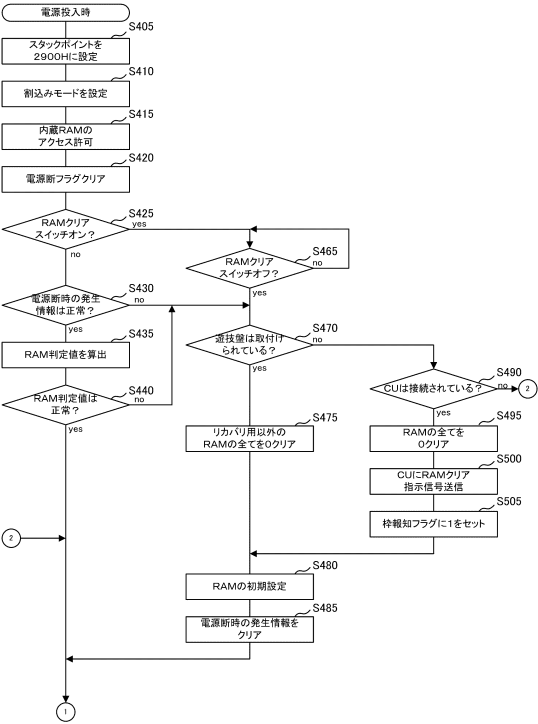 電源投入時
S405
スタックポイントを
2900Hに設定
S410
割込みモードを設定
S415
内蔵RAMの
アクセス許可
S420
電源断フラグクリア
S425
RAMクリア
スイッチオン?
yes
no
S465
RAMクリア
スイッチオフ?
no
yes
S430
電源断時の発生
情報は正常?
no
yes
S435
RAM判定値を算出
S440
RAM判定値は
正常?
no
yes
S470
遊技盤は取付け
られている?
no
yes
S490
CUは接続されている?
no
2
yes
S475
リカバリ用以外の
RAMの全てを0クリア
S495
RAMの全てを
0クリア
S500
CUにRAMクリア
指示信号送信
S505
枠報知フラグに1をセット
2
S480
RAMの初期設定
S485
電源断時の発生情報を
クリア
1